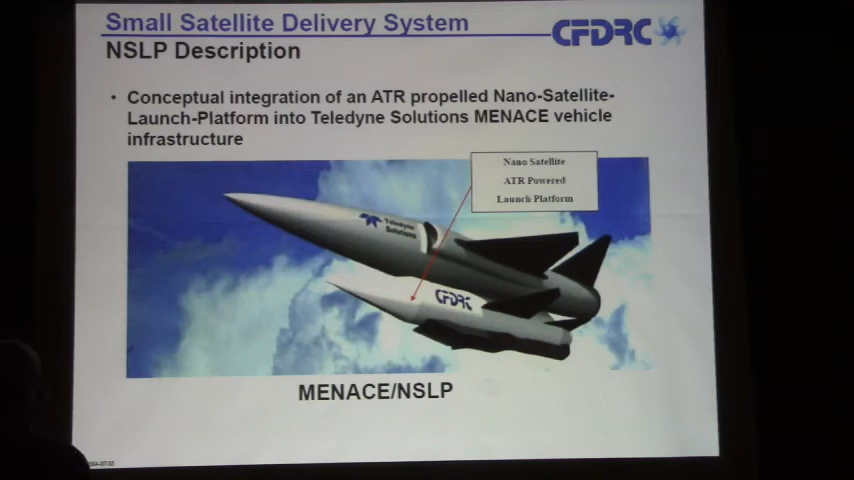 Small Satellite Delivery System
CFDRC
NSLP Description
• Conceptual integration of an ATR propelled Nano-Satellite-
Launch-Platform into Teledyne Solutions MENACE vehicle
infrastructure
Nano Satellite
ATR Powered
Launch Platform
Teledyne
Solutions
CFDRC
MENACE/NSLP